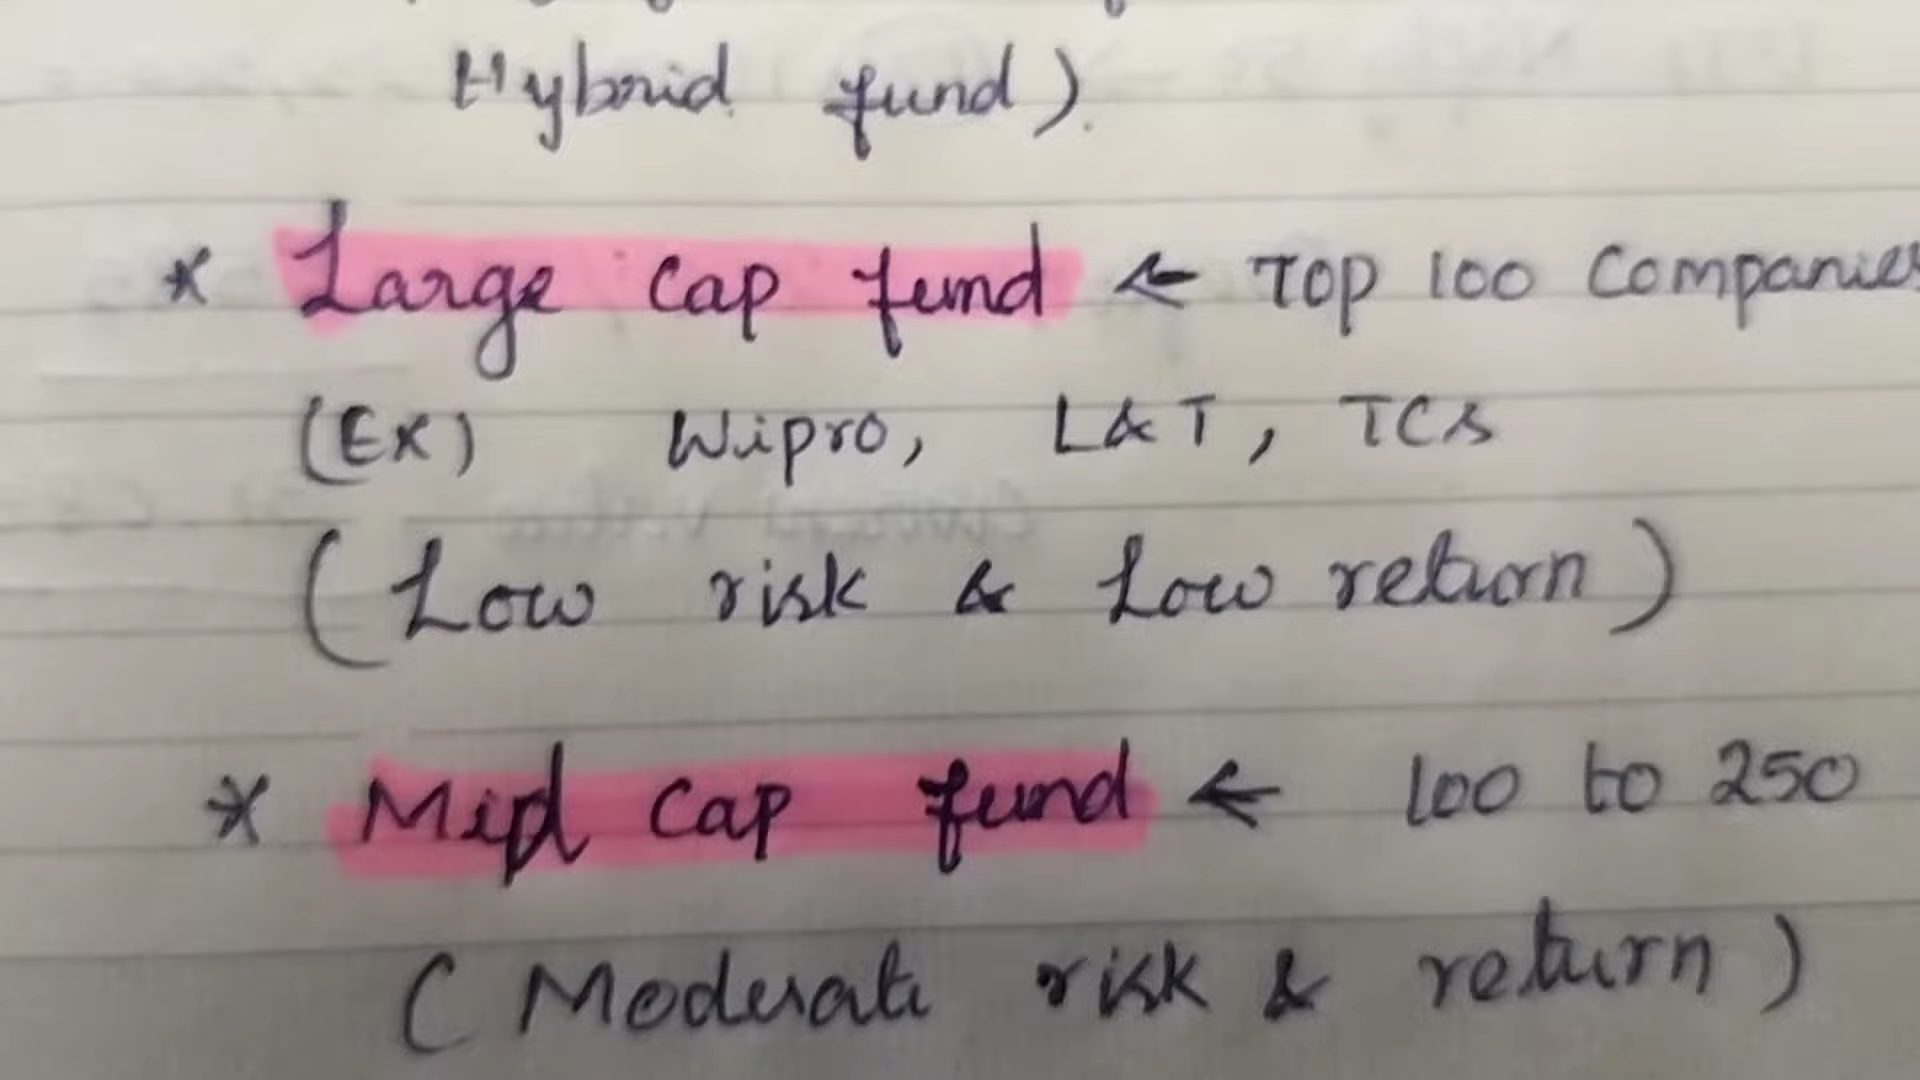 Hybrid fund).
* Large cap fund ← Top 100 Companies
(Ex) Wipro, L&T, TCS
(Low risk & Low return)
* Mid cap fund ← 100 to 250
(Moderate risk & return)